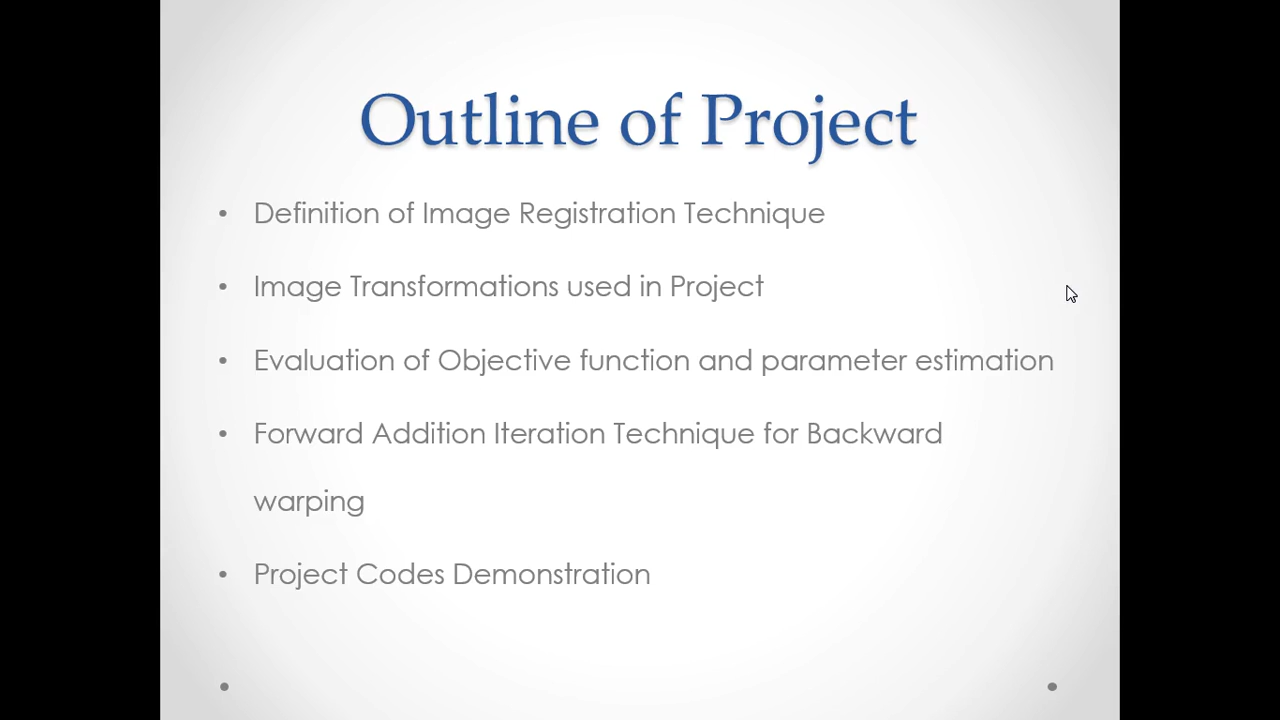 Outline of Project
• Definition of Image Registration Technique
• Image Transformations used in Project
• Evaluation of Objective function and parameter estimation
• Forward Addition Iteration Technique for Backward
warping
• Project Codes Demonstration